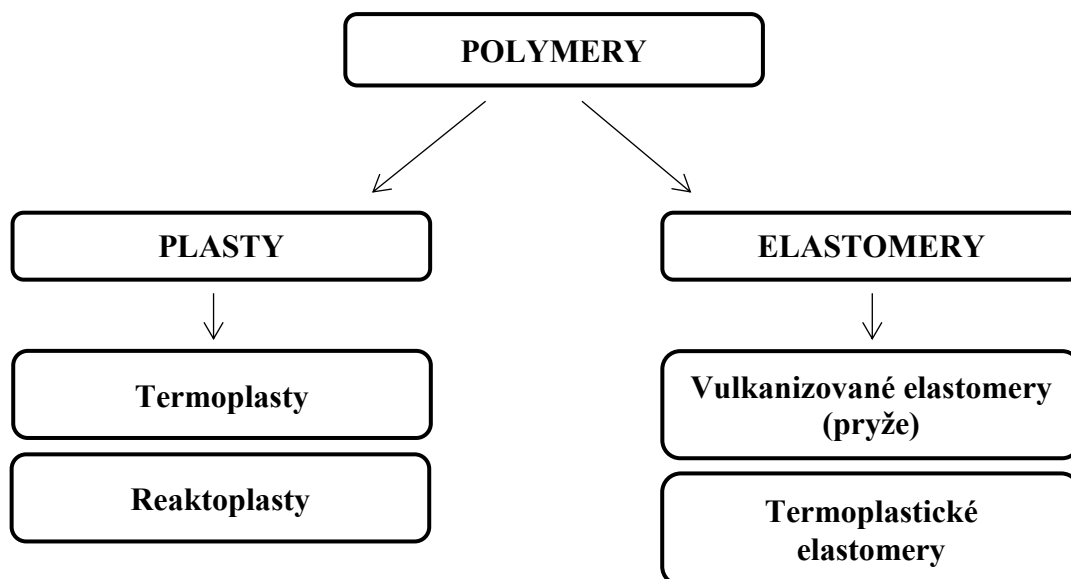 POLYMERY
PLASTY
ELASTOMERY
Termoplasty
Reaktoplasty
Vulkanizované elastomery
(pryže)
Termoplastické
elastomery